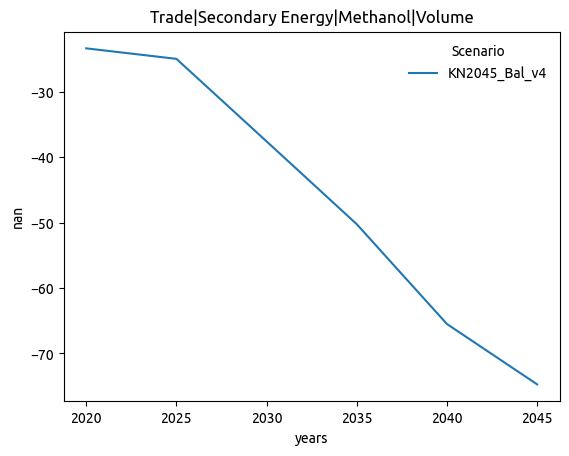 Trade|Secondary Energy|Methanol|Volume
Scenario
KN2045_Bal_v4
−30
−40
−50
−60
−70
nan
2020 2025 2030 2035 2040 2045
years